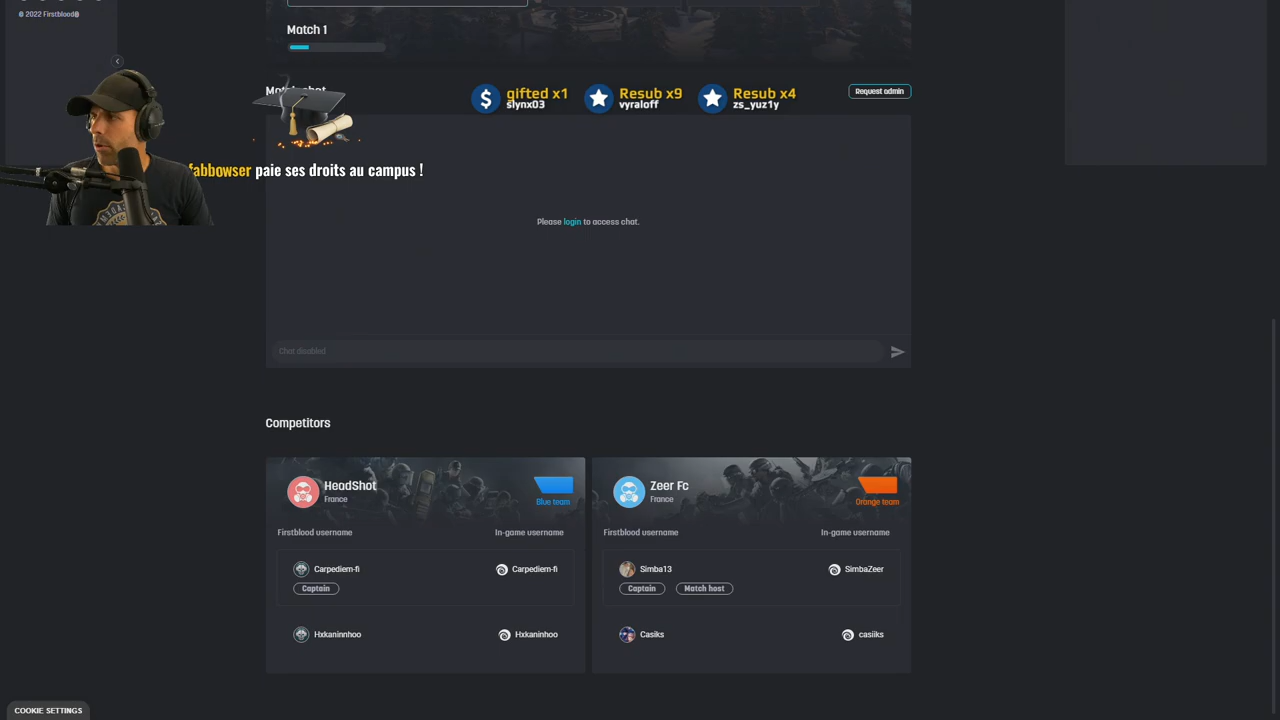 © 2022 Firstblood®
Match 1
gifted x1
slynx03
Resub x9
vyraloff
Resub x4
zs_yuz1y
Request admin
fabbowser paie ses droits au campus !
Please login to access chat.
Chat disabled
Competitors
HeadShot
France
Blue team
Firstblood username
In-game username
Carpediem-fi
Carpediem-fi
Captain
Hxkaninnhoo
Hxkaninhoo
Zeer Fc
France
Orange team
Firstblood username
In-game username
Simba13
SimbaZeer
Captain
Match host
Casiks
casiiks
COOKIE SETTINGS